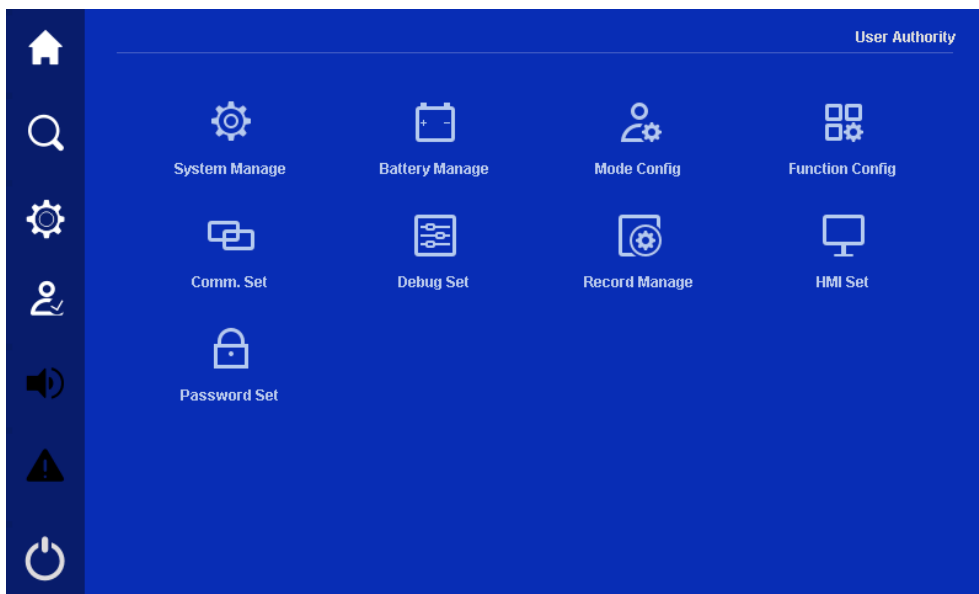 User Authority
System Manage
Battery Manage
Mode Config
Function Config
Comm. Set
Debug Set
Record Manage
HMI Set
Password Set